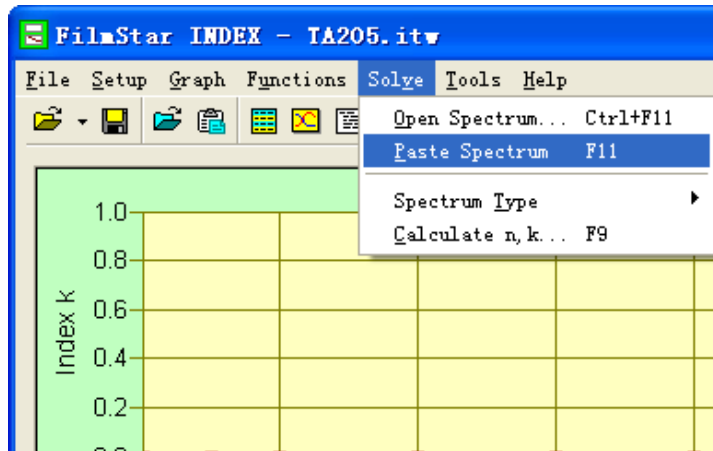 FilmStar INDEX - TA205.itw
File Setup Graph Functions Solve Tools Help
Open Spectrum... Ctrl+F11
Paste Spectrum F11
Spectrum Type
Calculate n,k... F9
Index k
1.0
0.8
0.6
0.4
0.2